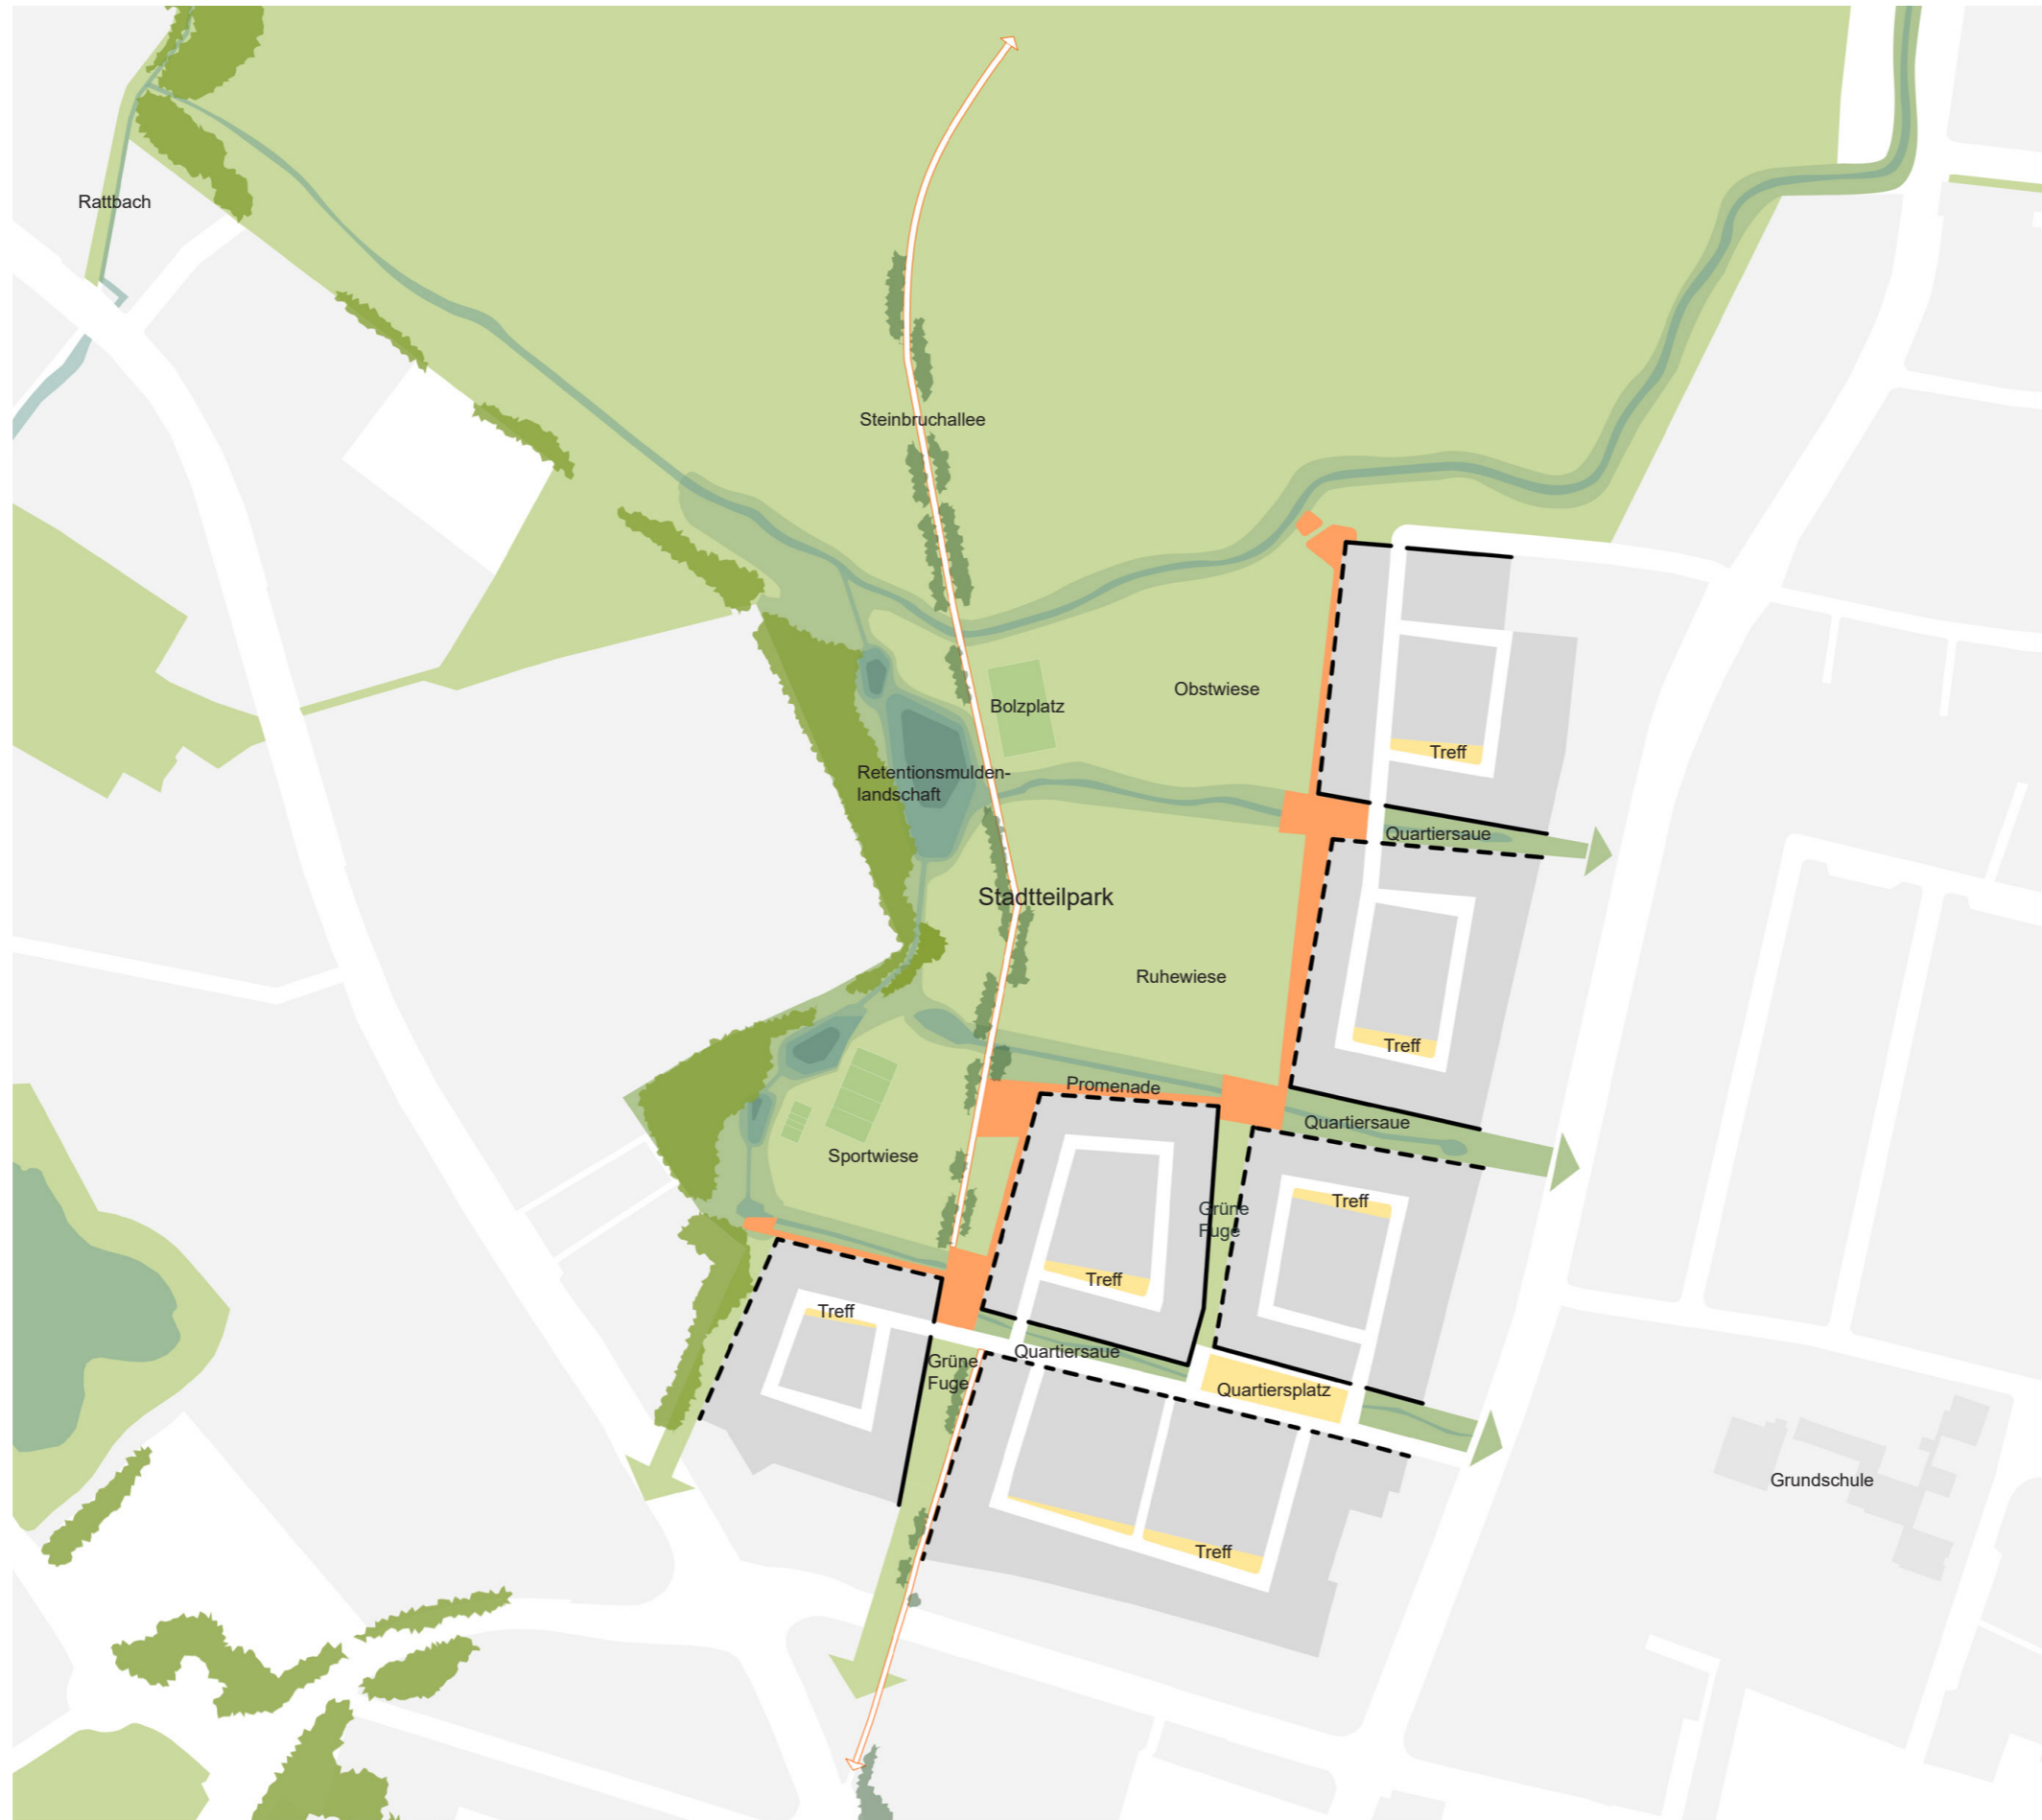 Rattbach
Steinbruchallee
Obstwiese
Bolzplatz
Treff
Retentionsmulden-
landschaft
Quartiersaue
Stadtteilpark
Ruhewiese
Treff
Promenade
Quartiersaue
Sportwiese
Treff
Grüne
Fuge
Treff
Treff
Quartiersaue
Grüne
Fuge
Quartiersplatz
Grundschule
Treff